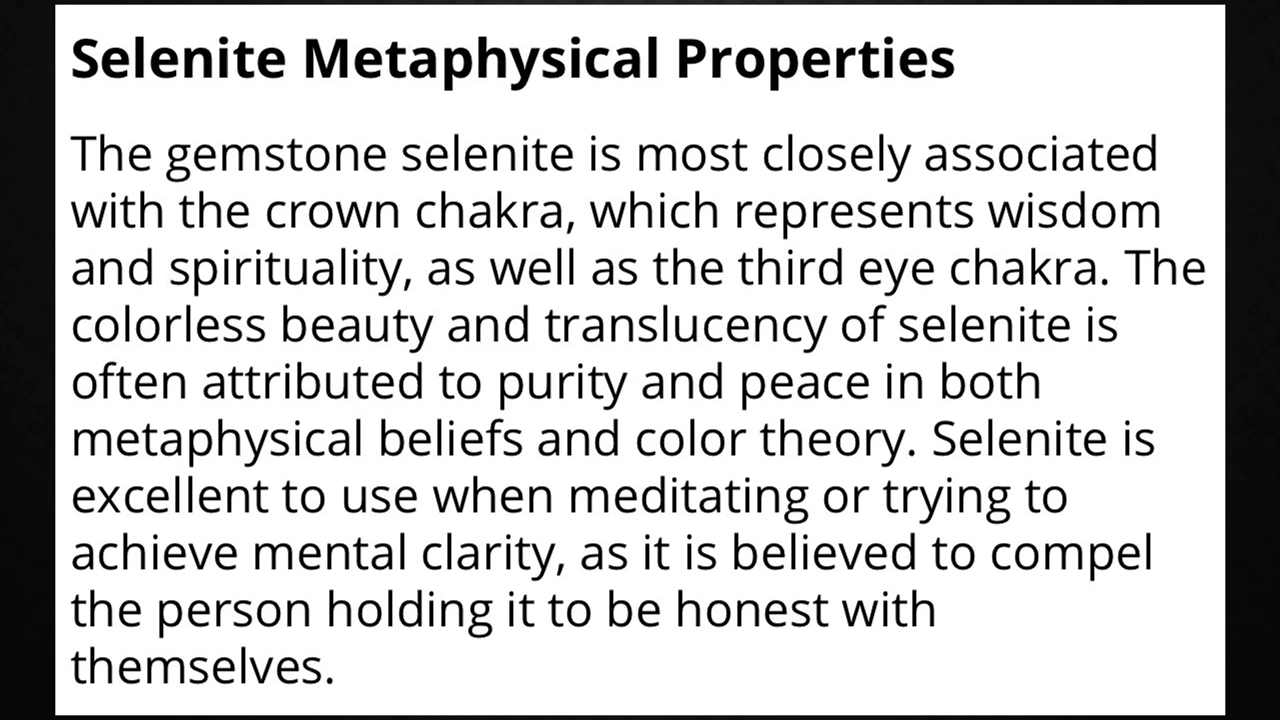 Selenite Metaphysical Properties
The gemstone selenite is most closely associated
with the crown chakra, which represents wisdom
and spirituality, as well as the third eye chakra. The
colorless beauty and translucency of selenite is
often attributed to purity and peace in both
metaphysical beliefs and color theory. Selenite is
excellent to use when meditating or trying to
achieve mental clarity, as it is believed to compel
the person holding it to be honest with
themselves.